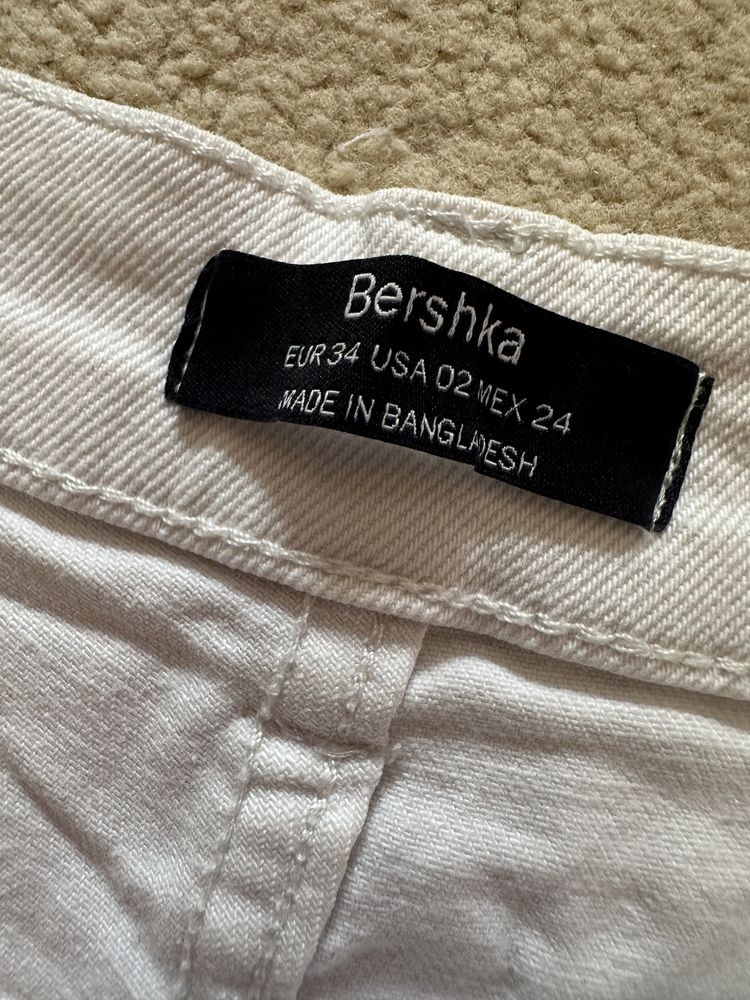 Bershka
EUR 34 USA 02 MEX 24
MADE IN BANGLADESH